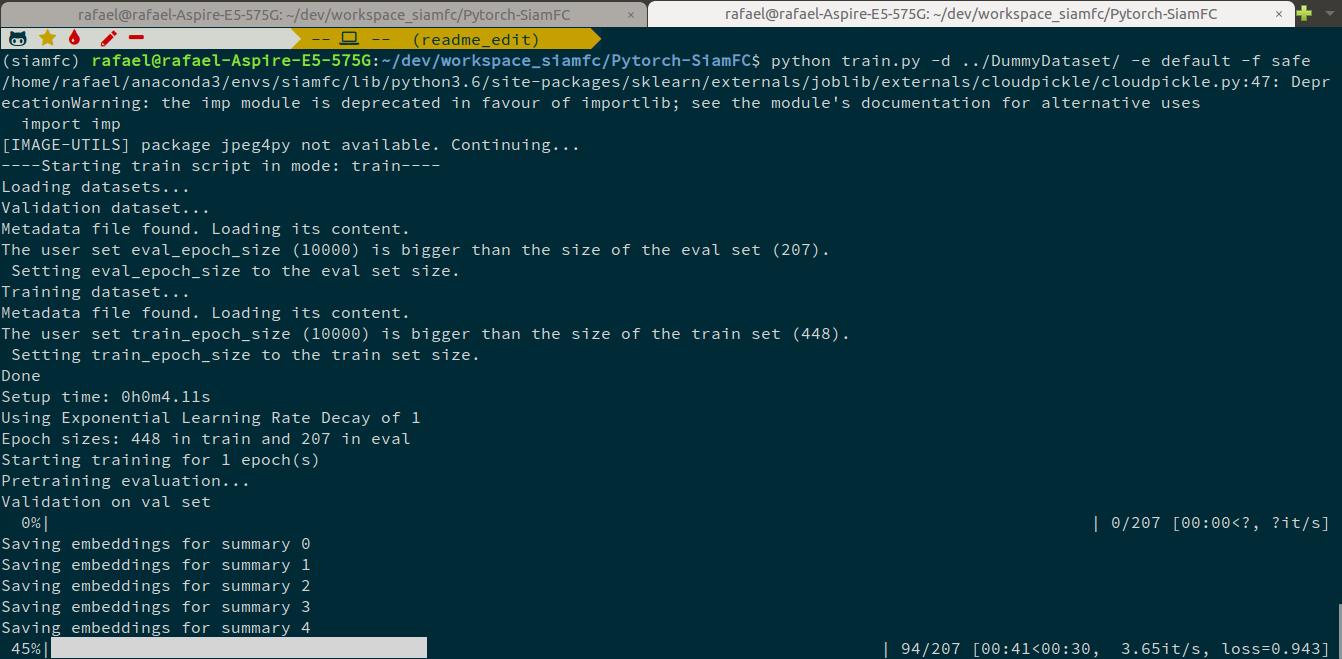 rafael@rafael-Aspire-E5-575G: ~/dev/workspace_siamfc/Pytorch-SiamFC × rafael@rafael-Aspire-E5-575G: ~/dev/workspace_siamfc/Pytorch-SiamFC ×
-- -- (readme_edit)
(siamfc) rafael@rafael-Aspire-E5-575G:~/dev/workspace_siamfc/Pytorch-SiamFC$ python train.py -d ../DummyDataset/ -e default -f safe
/home/rafael/anaconda3/envs/siamfc/lib/python3.6/site-packages/sklearn/externals/joblib/externals/cloudpickle/cloudpickle.py:47: Depr
ecationWarning: the imp module is deprecated in favour of importlib; see the module's documentation for alternative uses
  import imp
[IMAGE-UTILS] package jpeg4py not available. Continuing...
----Starting train script in mode: train----
Loading datasets...
Validation dataset...
Metadata file found. Loading its content.
The user set eval_epoch_size (10000) is bigger than the size of the eval set (207).
 Setting eval_epoch_size to the eval set size.
Training dataset...
Metadata file found. Loading its content.
The user set train_epoch_size (10000) is bigger than the size of the train set (448).
 Setting train_epoch_size to the train set size.
Done
Setup time: 0h0m4.11s
Using Exponential Learning Rate Decay of 1
Epoch sizes: 448 in train and 207 in eval
Starting training for 1 epoch(s)
Pretraining evaluation...
Validation on val set
  0%| | 0/207 [00:00<?, ?it/s]
Saving embeddings for summary 0
Saving embeddings for summary 1
Saving embeddings for summary 2
Saving embeddings for summary 3
Saving embeddings for summary 4
 45%| | 94/207 [00:41<00:30,  3.65it/s, loss=0.943]